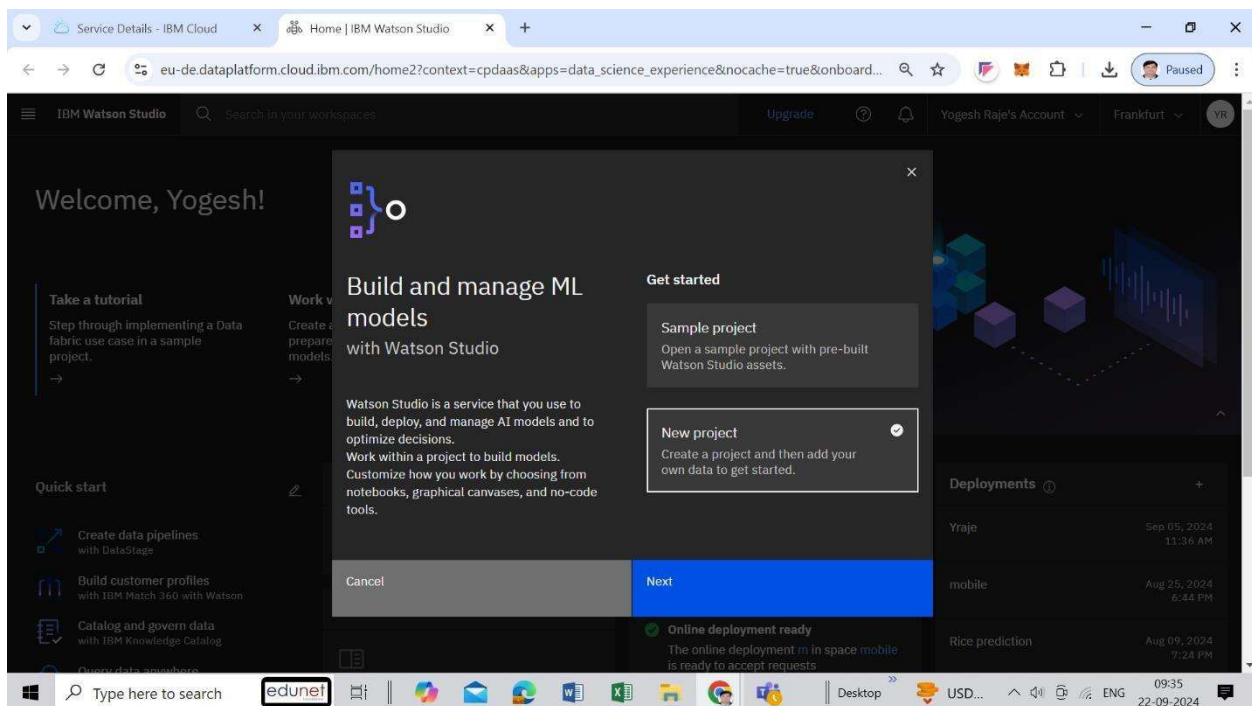 Service Details - IBM Cloud
Home | IBM Watson Studio
eu-de.dataplatform.cloud.ibm.com/home2?context=cpdaas&apps=data_science_experience&nocache=true&onboard...
Paused
IBM Watson Studio
Search in your workspaces
Upgrade
Yogesh Raje's Account
Frankfurt
YR
Welcome, Yogesh!
Take a tutorial
Step through implementing a Data
fabric use case in a sample
project.
→
Work
Create
prepare
models.
→
Build and manage ML
models
with Watson Studio
Watson Studio is a service that you use to
build, deploy, and manage AI models and to
optimize decisions.
Work within a project to build models.
Customize how you work by choosing from
notebooks, graphical canvases, and no-code
tools.
Get started
Sample project
Open a sample project with pre-built
Watson Studio assets.
New project
Create a project and then add your
own data to get started.
Cancel
Next
Quick start
Create data pipelines
with DataStage
Build customer profiles
with IBM Match 360 with Watson
Catalog and govern data
with IBM Knowledge Catalog
Query data anywhere
Online deployment ready
The online deployment m in space mobile
is ready to accept requests
Deployments
Yraje
Sep 05, 2024
11:36 AM
mobile
Aug 25, 2024
6:44 PM
Rice prediction
Aug 09, 2024
7:24 PM
Type here to search
edunet
Desktop
USD...
ENG
09:35
22-09-2024